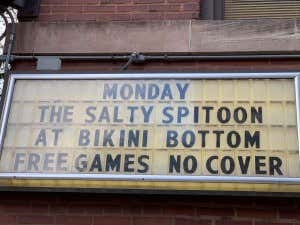 MONDAY
THE SALTY SPITOON
AT BIKINI BOTTOM
FREE GAMES NO COVER